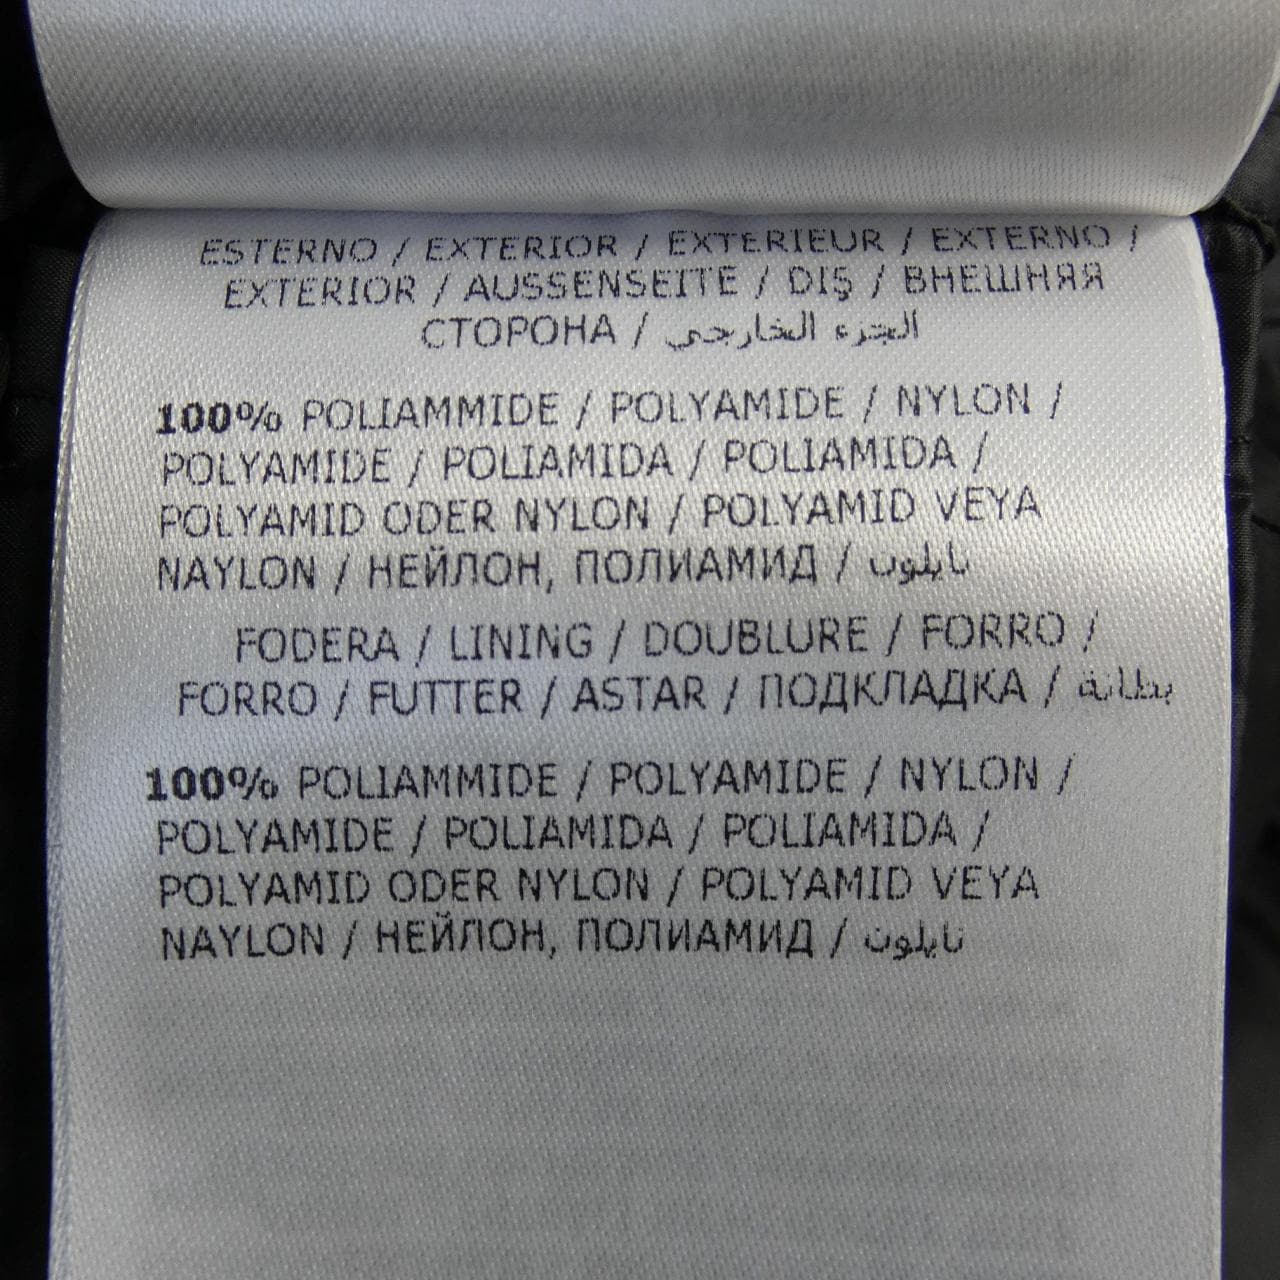 ESTERNO / EXTERIOR / EXTERIEUR / EXTERNO /
EXTERIOR / AUSSENSEITE / DIŞ / ВНЕШНЯЯ
СТОРОНА / الجزء الخارجي
100% POLIAMMIDE / POLYAMIDE / NYLON /
POLYAMIDE / POLIAMIDA / POLIAMIDA /
POLYAMID ODER NYLON / POLYAMID VEYA
NAYLON / НЕЙЛОН, ПОЛИАМИД / نايلون
FODERA / LINING / DOUBLURE / FORRO /
FORRO / FUTTER / ASTAR / ПОДКЛАДКА / بطانة
100% POLIAMMIDE / POLYAMIDE / NYLON /
POLYAMIDE / POLIAMIDA / POLIAMIDA /
POLYAMID ODER NYLON / POLYAMID VEYA
NAYLON / НЕЙЛОН, ПОЛИАМИД / نايلون